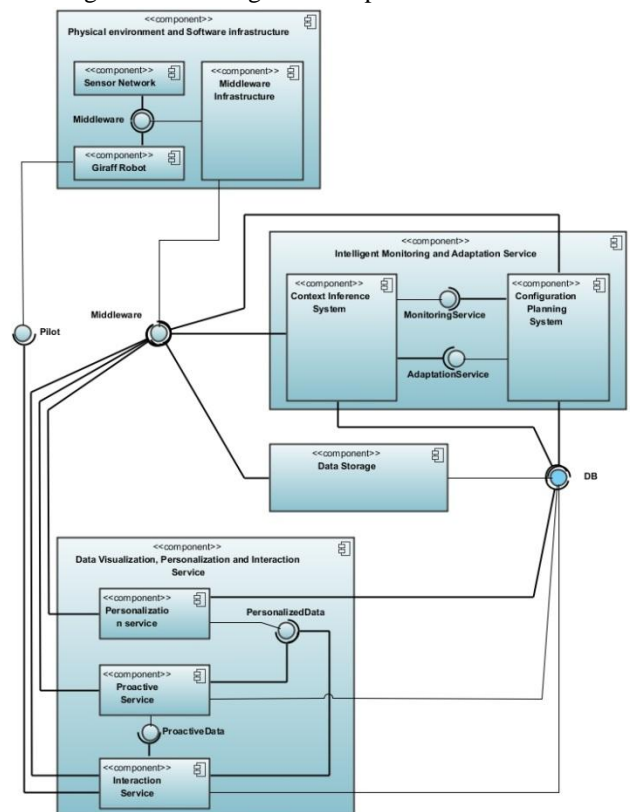 <<component>>
Physical environment and Software infrastructure
<<component>>
Sensor Network
<<component>>
Middleware
Infrastructure
Middleware
<<component>>
Giraff Robot
<<component>>
Intelligent Monitoring and Adaptation Service
<<component>>
Context Inference
System
<<component>>
Configuration
Planning
System
MonitoringService
AdaptationService
Middleware
Pilot
<<component>>
Data Storage
DB
<<component>>
Data Visualization, Personalization and Interaction
Service
<<component>>
Personalizatio
n service
PersonalizedData
<<component>>
Proactive
Service
ProactiveData
<<component>>
Interaction
Service